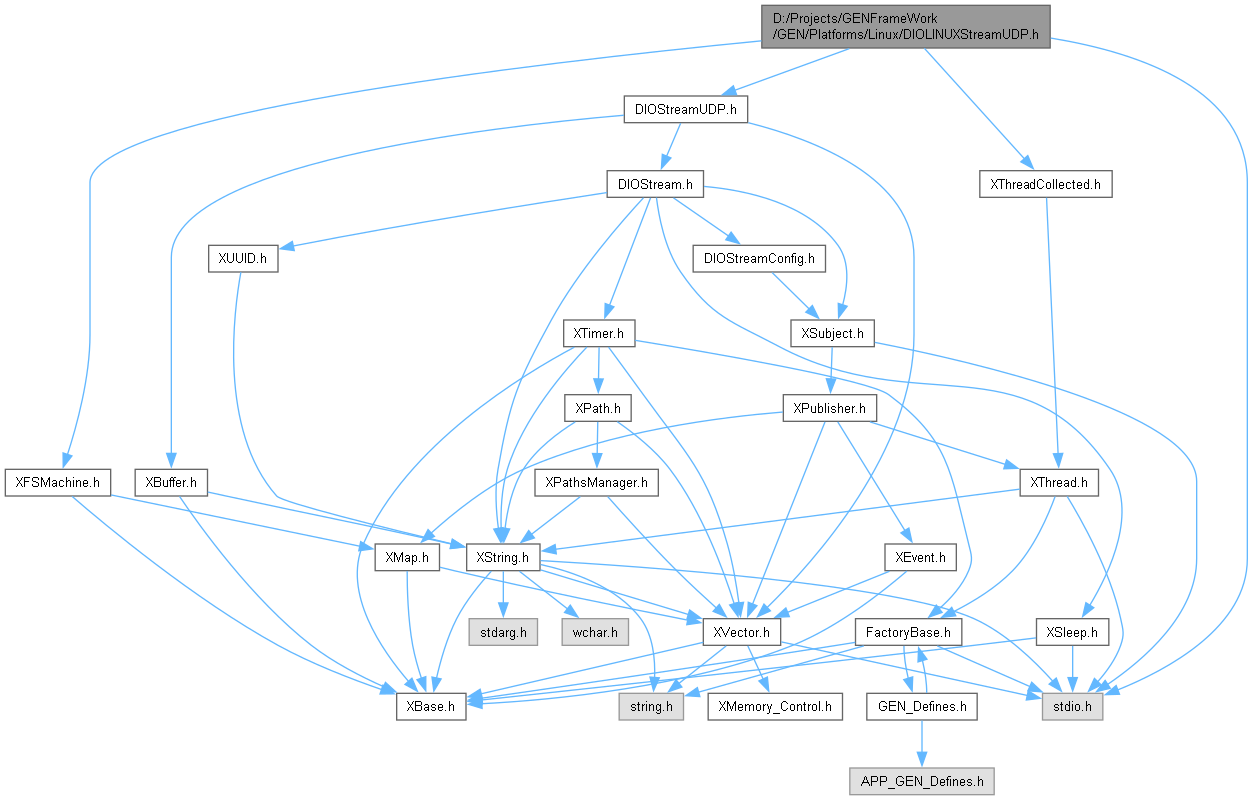 D:/Projects/GENFrameWork
/GEN/Platforms/Linux/DIOLINUXStreamUDP.h
DIOStreamUDP.h
DIOStream.h
XThreadCollected.h
XUUID.h
DIOStreamConfig.h
XTimer.h
XSubject.h
XPath.h
XPublisher.h
XFSMachine.h
XBuffer.h
XPathsManager.h
XThread.h
XMap.h
XString.h
XEvent.h
stdarg.h
wchar.h
XVector.h
FactoryBase.h
XSleep.h
XBase.h
string.h
XMemory_Control.h
GEN_Defines.h
stdio.h
APP_GEN_Defines.h